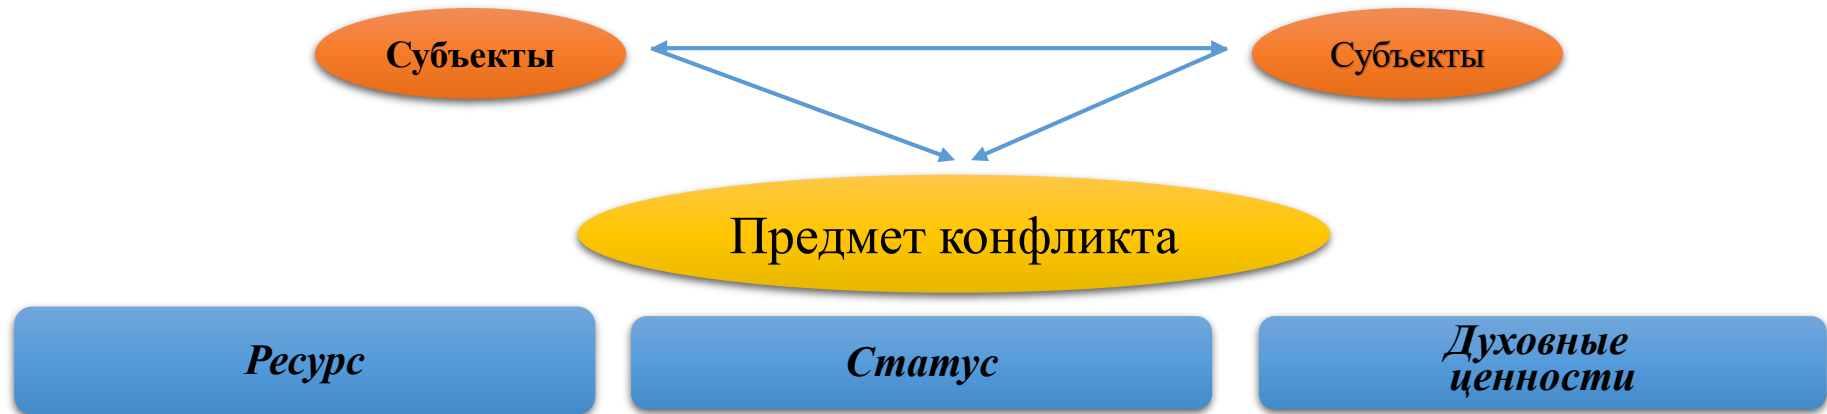 Субъекты
Субъекты
Предмет конфликта
Ресурс
Статус
Духовные
ценности